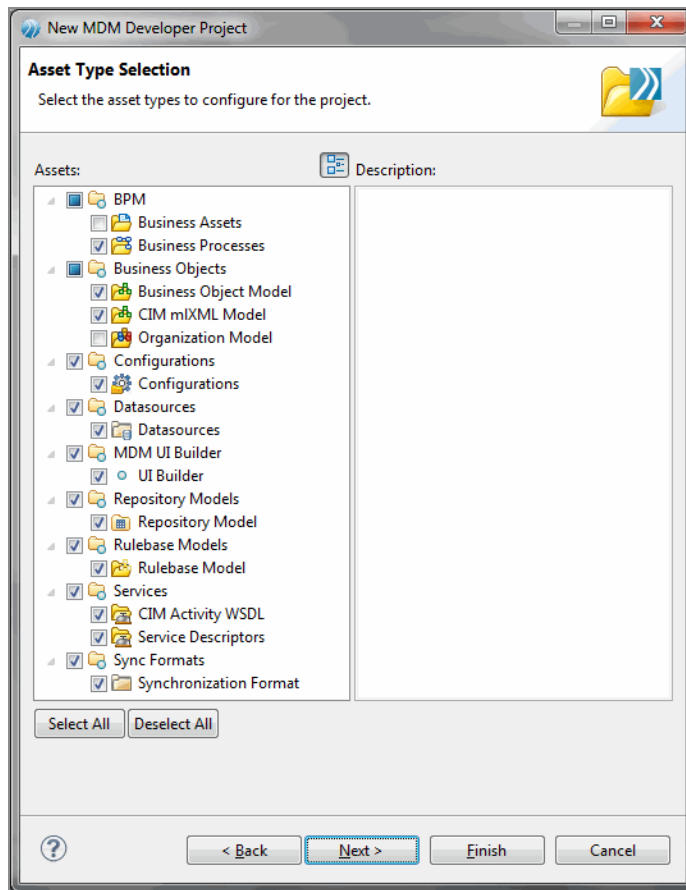 New MDM Developer Project
Asset Type Selection
Select the asset types to configure for the project.
Assets:
Description:
BPM
Business Assets
Business Processes
Business Objects
Business Object Model
CIM mlXML Model
Organization Model
Configurations
Configurations
Datasources
Datasources
MDM UI Builder
UI Builder
Repository Models
Repository Model
Rulebase Models
Rulebase Model
Services
CIM Activity WSDL
Service Descriptors
Sync Formats
Synchronization Format
Select All
Deselect All
?
< Back
Next >
Finish
Cancel